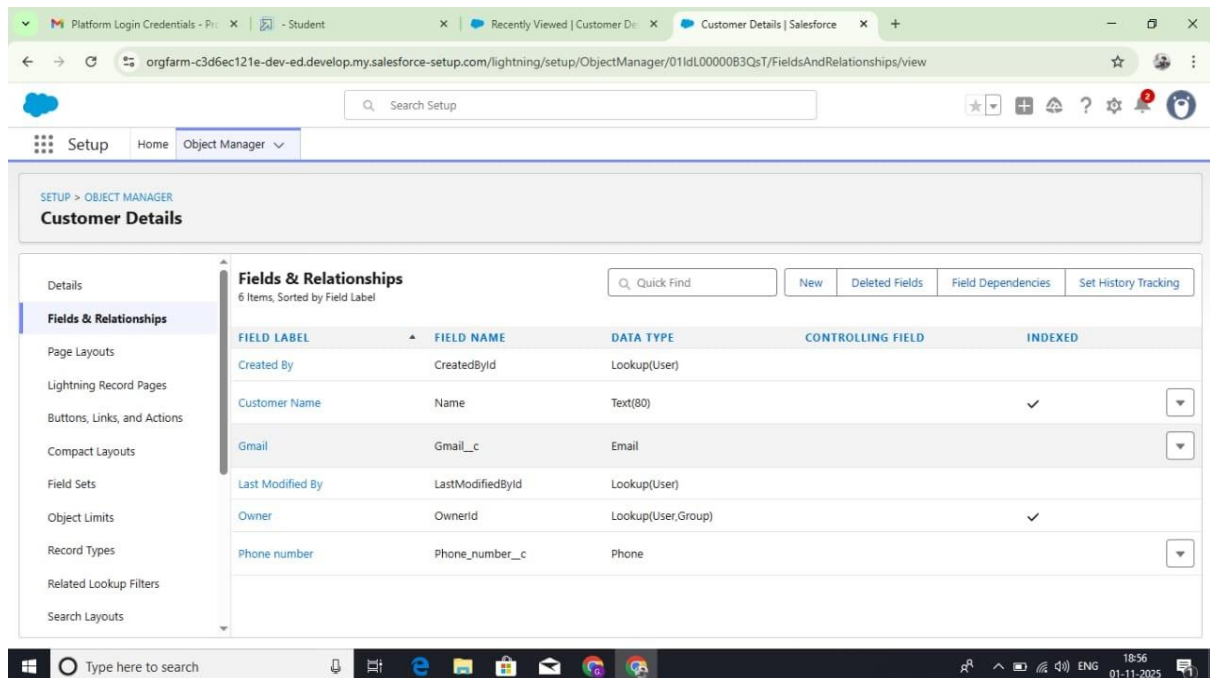 Platform Login Credentials - Pr
- Student
Recently Viewed | Customer De
Customer Details | Salesforce
orgfarm-c3d6ec121e-dev-ed.develop.my.salesforce-setup.com/lightning/setup/ObjectManager/01IdL00000B3QsT/FieldsAndRelationships/view
Search Setup
2
Setup Home Object Manager
SETUP > OBJECT MANAGER
Customer Details
Details
Fields & Relationships
Page Layouts
Lightning Record Pages
Buttons, Links, and Actions
Compact Layouts
Field Sets
Object Limits
Record Types
Related Lookup Filters
Search Layouts
Fields & Relationships
6 Items, Sorted by Field Label
Quick Find New Deleted Fields Field Dependencies Set History Tracking
FIELD LABEL FIELD NAME DATA TYPE CONTROLLING FIELD INDEXED
Created By CreatedById Lookup(User)
Customer Name Name Text(80)
Gmail Gmail__c Email
Last Modified By LastModifiedById Lookup(User)
Owner OwnerId Lookup(User,Group)
Phone number Phone_number__c Phone
Type here to search
ENG
18:56
01-11-2025